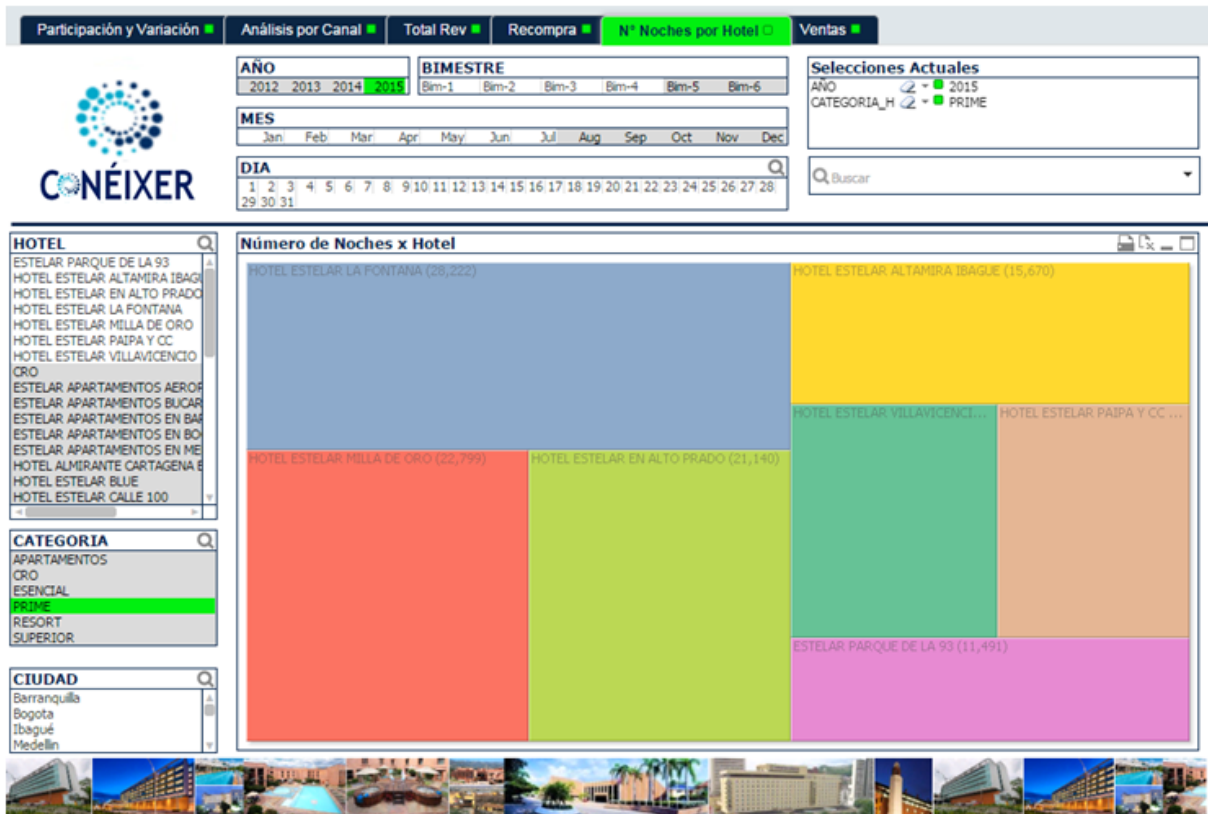 Participación y Variación
Análisis por Canal
Total Rev
Recompra
N° Noches por Hotel
Ventas
CONÉIXER
AÑO
2012 2013 2014 2015
BIMESTRE
Bim-1 Bim-2 Bim-3 Bim-4 Bim-5 Bim-6
MES
Jan Feb Mar Apr May Jun Jul Aug Sep Oct Nov Dec
DIA
1 2 3 4 5 6 7 8 9 10 11 12 13 14 15 16 17 18 19 20 21 22 23 24 25 26 27 28
29 30 31
Selecciones Actuales
AÑO 2015
CATEGORIA_H PRIME
Buscar
HOTEL
ESTELAR PARQUE DE LA 93
HOTEL ESTELAR ALTAMIRA IBAGU
HOTEL ESTELAR EN ALTO PRADO
HOTEL ESTELAR LA FONTANA
HOTEL ESTELAR MILLA DE ORO
HOTEL ESTELAR PAIPA Y CC
HOTEL ESTELAR VILLAVICENCIO
CRO
ESTELAR APARTAMENTOS AEROP
ESTELAR APARTAMENTOS BUCAR
ESTELAR APARTAMENTOS EN BAR
ESTELAR APARTAMENTOS EN BO
ESTELAR APARTAMENTOS EN ME
HOTEL ALMIRANTE CARTAGENA E
HOTEL ESTELAR BLUE
HOTEL ESTELAR CALLE 100
CATEGORIA
APARTAMENTOS
CRO
ESENCIAL
PRIME
RESORT
SUPERIOR
CIUDAD
Barranquilla
Bogota
Ibagué
Medellin
Número de Noches x Hotel
HOTEL ESTELAR LA FONTANA (28,222)
HOTEL ESTELAR ALTAMIRA IBAGUE (15,670)
HOTEL ESTELAR VILLAVICENCI...
HOTEL ESTELAR PAIPA Y CC ...
HOTEL ESTELAR MILLA DE ORO (22,799)
HOTEL ESTELAR EN ALTO PRADO (21,140)
ESTELAR PARQUE DE LA 93 (11,491)